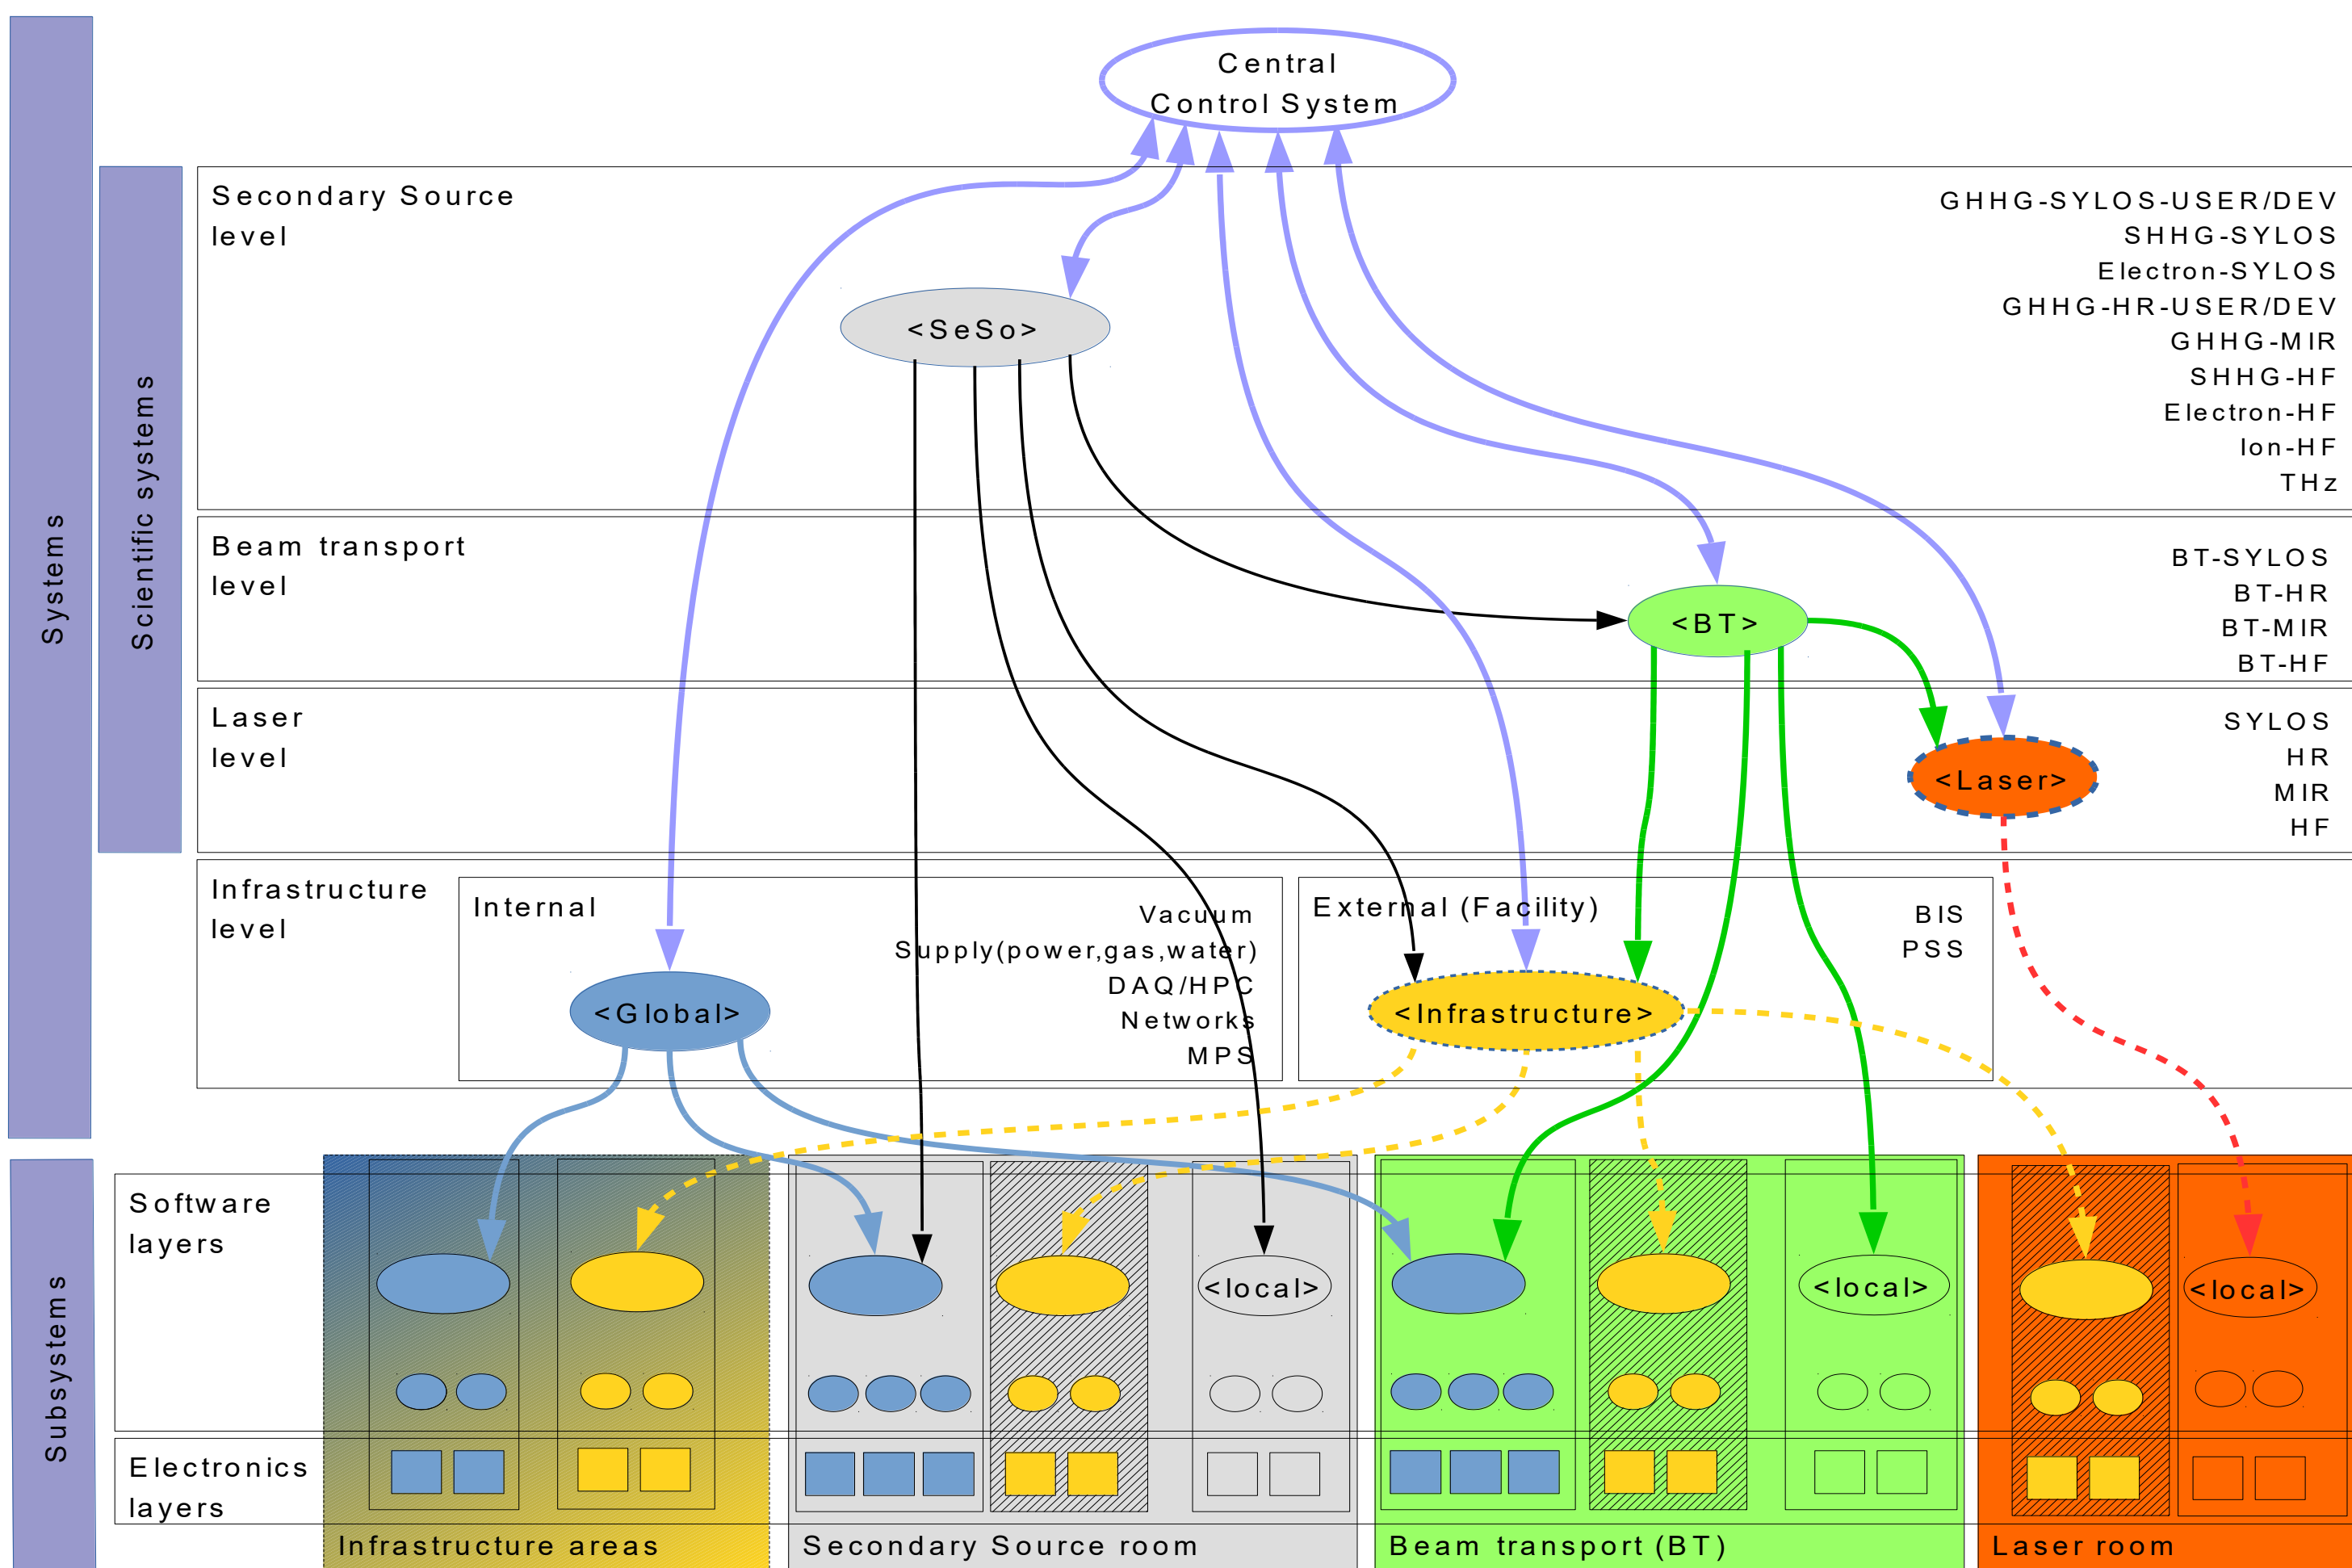 Central
Control System
Systems
Scientific systems
Secondary Source
level
GHHG-SYLOS-USER/DEV
SHHG-SYLOS
Electron-SYLOS
GHHG-HR-USER/DEV
GHHG-MIR
SHHG-HF
Electron-HF
Ion-HF
THz
<SeSo>
Beam transport
level
BT-SYLOS
BT-HR
BT-MIR
BT-HF
<BT>
Laser
level
SYLOS
HR
MIR
HF
<Laser>
Infrastructure
level
Internal
Vacuum
Supply(power,gas,water)
DAQ/HPC
Networks
MPS
<Global>
External (Facility)
BIS
PSS
<Infrastructure>
Subsystems
Software
layers
<local>
<local>
<local>
Electronics
layers
Infrastructure areas
Secondary Source room
Beam transport (BT)
Laser room